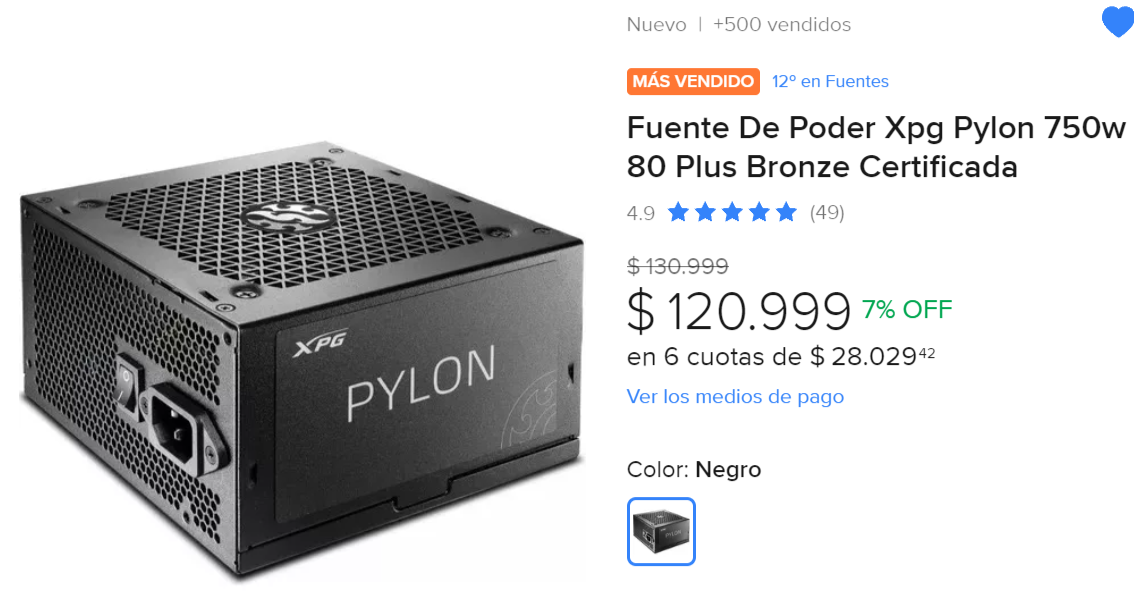 Nuevo | +500 vendidos
MÁS VENDIDO 12º en Fuentes
Fuente De Poder Xpg Pylon 750w
80 Plus Bronze Certificada
4.9 (49)
$ 130.999
$ 120.999 7% OFF
en 6 cuotas de $ 28.029⁴²
Ver los medios de pago
Color: Negro
XPG
PYLON
PYLON